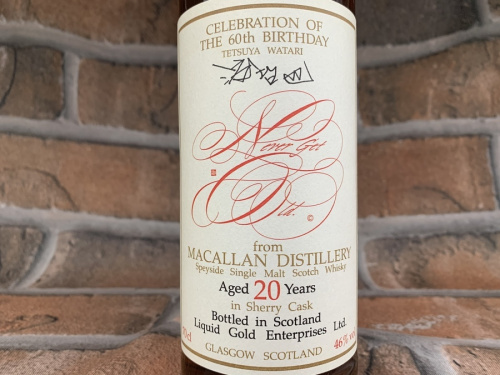 CELEBRATION OF
THE 60th BIRTHDAY
TETSUYA WATARI
Never Get
Old.
©
from
MACALLAN DISTILLERY
Speyside Single Malt Scotch Whisky
Aged 20 Years
in Sherry Cask
Bottled in Scotland
Liquid Gold Enterprises Ltd.
46%
GLASGOW SCOTLAND